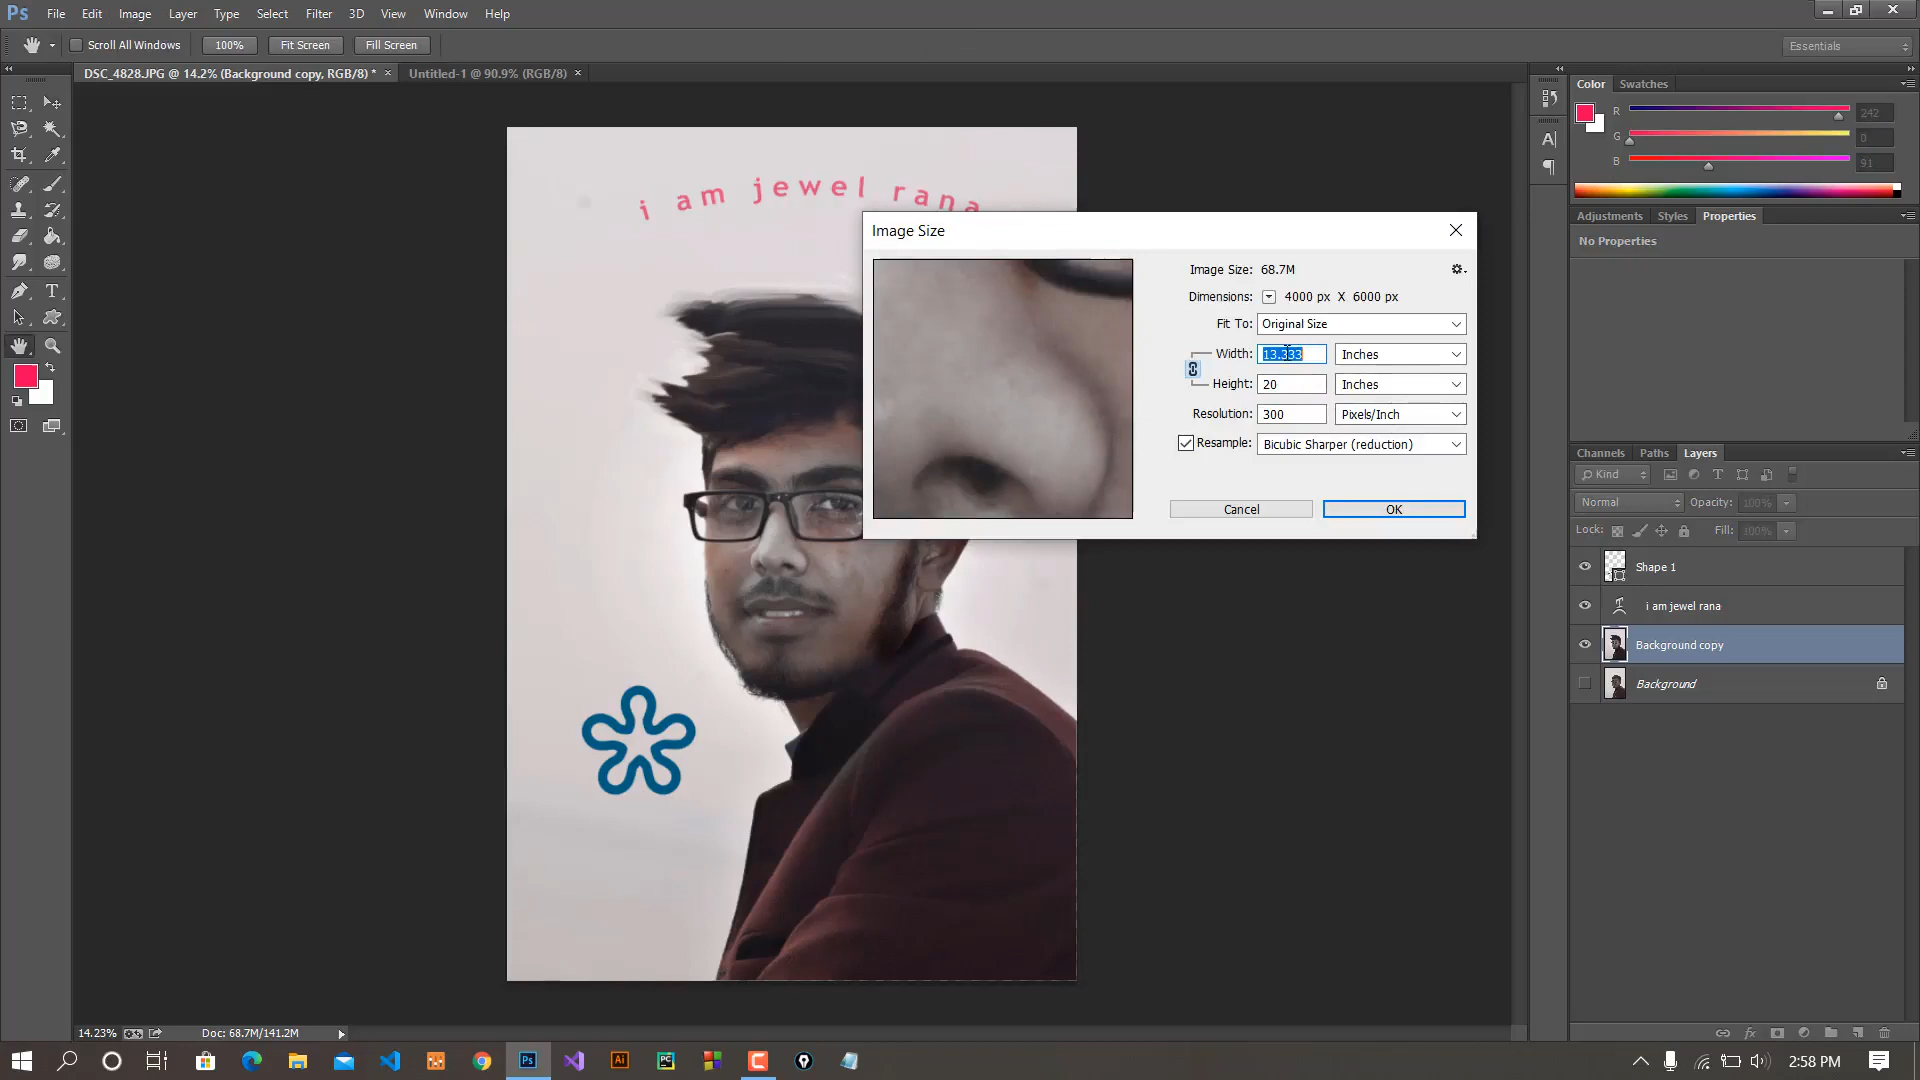 Ps File Edit Image Layer Type Select Filter 3D View Window Help
Scroll All Windows 100% Fit Screen Fill Screen Essentials
DSC_4828.JPG @ 14.2% (Background copy, RGB/8) * × Untitled-1 @ 90.9% (RGB/8) ×
Color Swatches
R 242
G 0
B 91
Adjustments Styles Properties
No Properties
i am jewel rana
Image Size
Image Size: 68.7M
Dimensions: 4000 px X 6000 px
Fit To: Original Size
Width: 13.333 Inches
Height: 20 Inches
Resolution: 300 Pixels/Inch
Resample: Bicubic Sharper (reduction)
Cancel OK
Channels Paths Layers
Kind
Normal Opacity: 100%
Lock: Fill: 100%
Shape 1
i am jewel rana
Background copy
Background
14.23% Doc: 68.7M/141.2M
2:58 PM